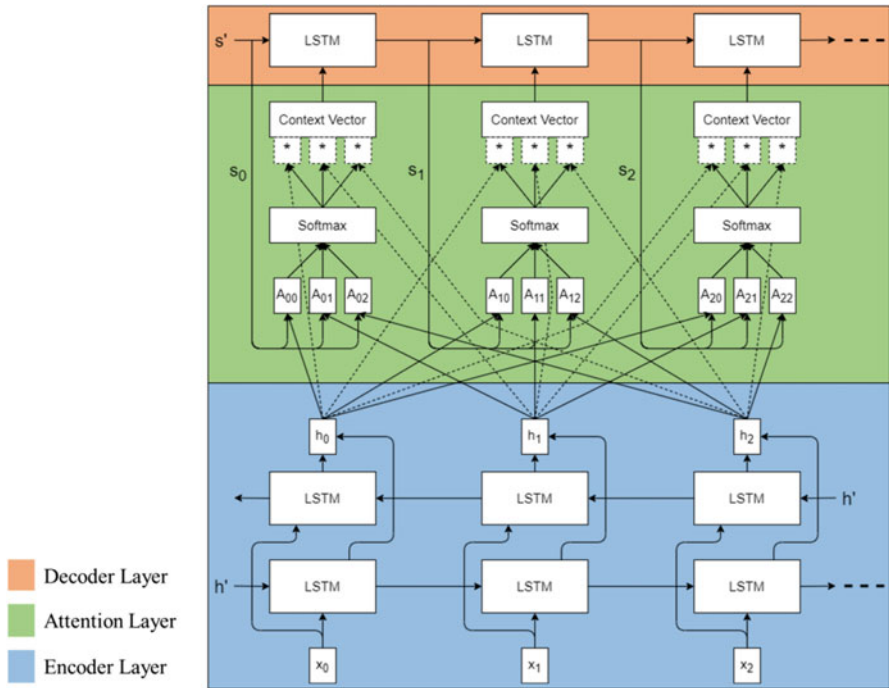 s' LSTM LSTM LSTM
Context Vector Context Vector Context Vector
* * * * * * * * *
s₀ s₁ s₂
Softmax Softmax Softmax
A₀₀ A₀₁ A₀₂ A₁₀ A₁₁ A₁₂ A₂₀ A₂₁ A₂₂
h₀ h₁ h₂
LSTM LSTM LSTM h'
h' LSTM LSTM LSTM
x₀ x₁ x₂
Decoder Layer
Attention Layer
Encoder Layer